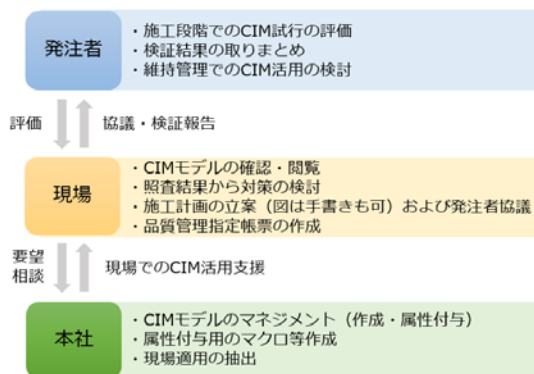 発注者
・施工段階でのCIM試行の評価
・検証結果の取りまとめ
・維持管理でのCIM活用の検討
評価
協議・検証報告
現場
・CIMモデルの確認・閲覧
・照査結果から対策の検討
・施工計画の立案（図は手書きも可）および発注者協議
・品質管理指定帳票の作成
要望
相談
現場でのCIM活用支援
本社
・CIMモデルのマネジメント（作成・属性付与）
・属性付与用のマクロ等作成
・現場適用の抽出